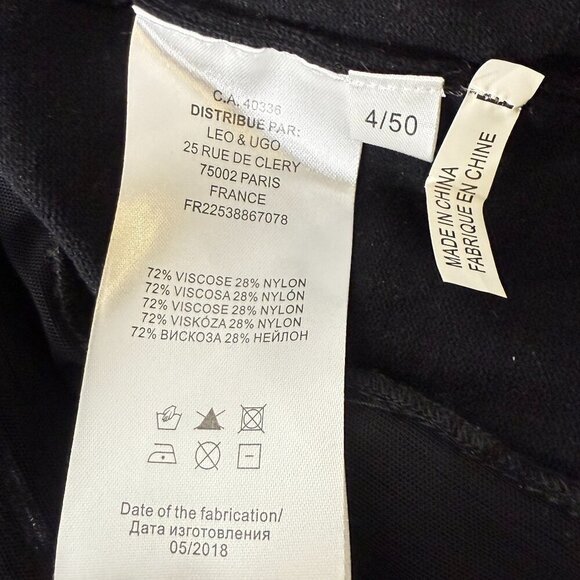 C.A. 40336
DISTRIBUE PAR:
LEO & UGO
25 RUE DE CLERY
75002 PARIS
FRANCE
FR22538867078
72% VISCOSE 28% NYLON
72% VISCOSA 28% NYLÓN
72% VISCOSE 28% NYLON
72% VISKÓZA 28% NYLON
72% ВИСКОЗА 28% НЕЙЛОН
Date of the fabrication/
Дата изготовления
05/2018
4/50
MADE IN CHINA
FABRIQUE EN CHINE